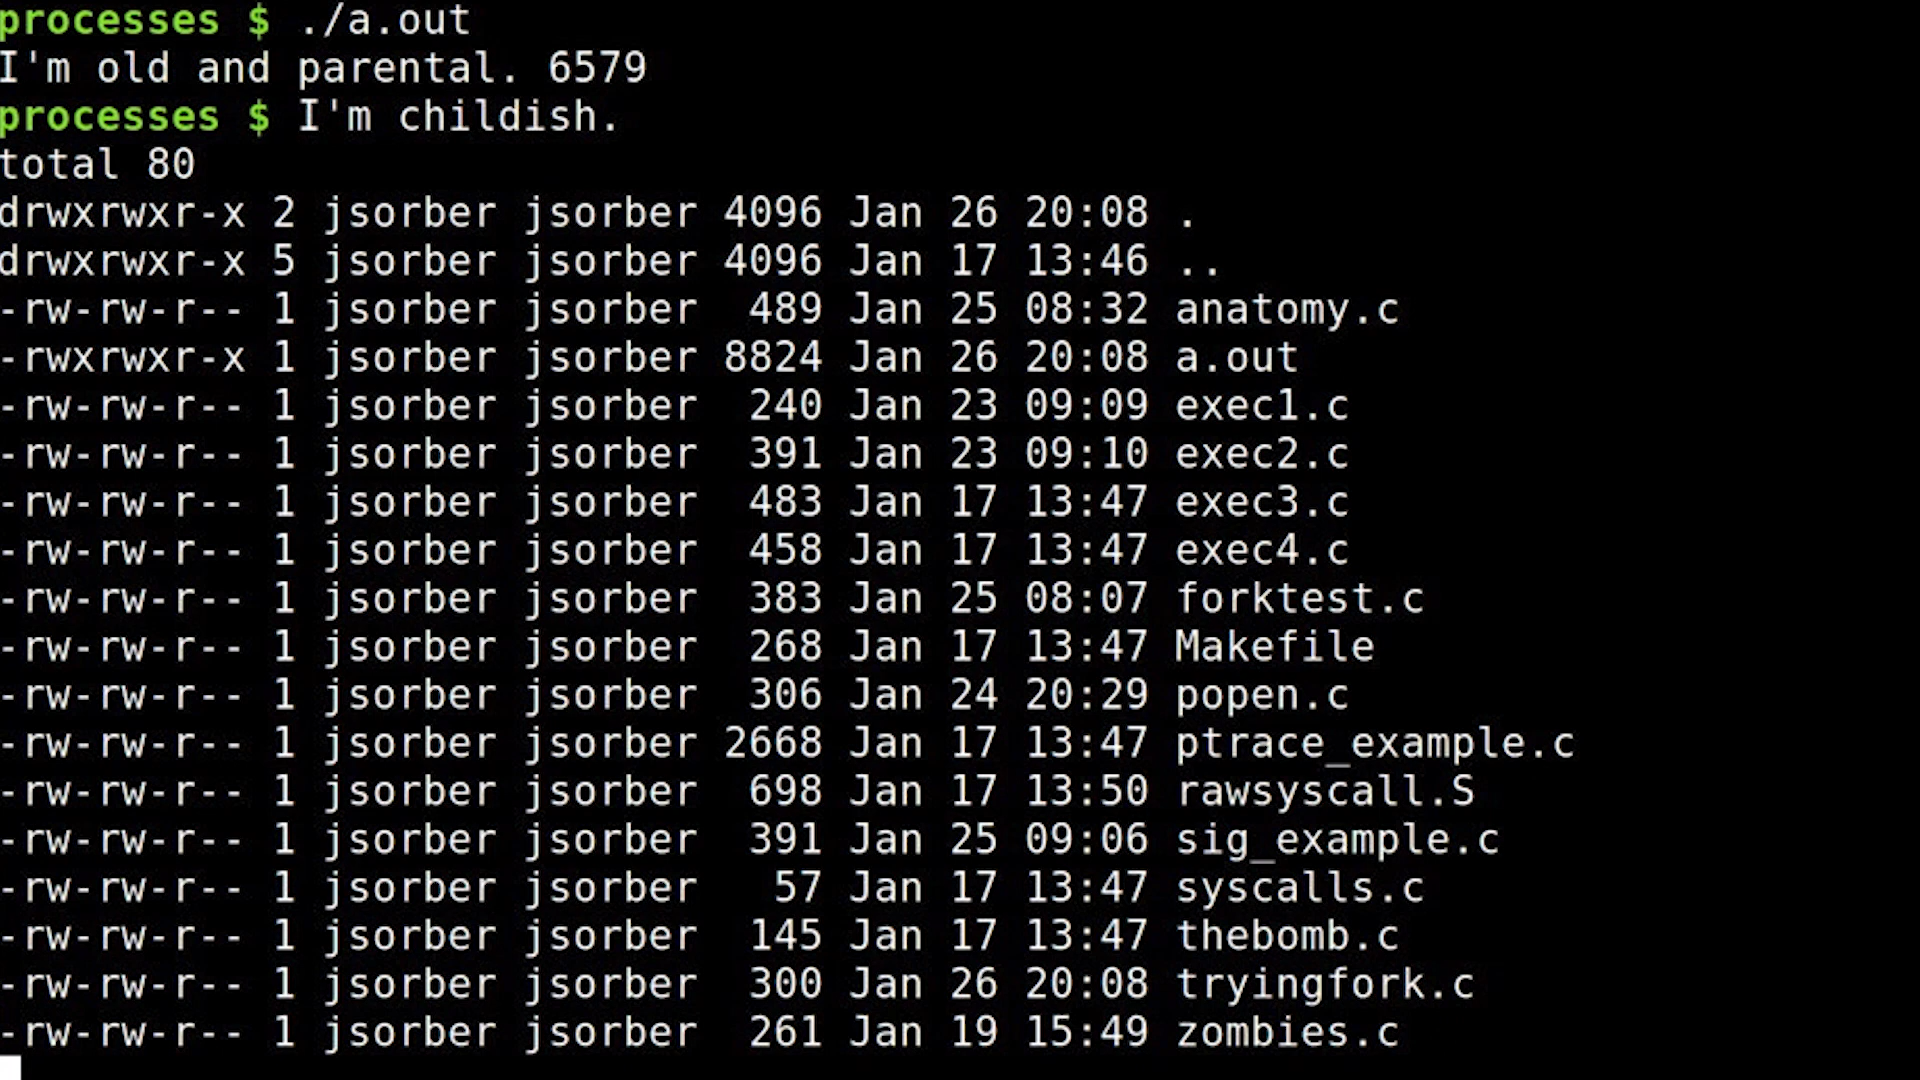 processes $ ./a.out
I'm old and parental. 6579
processes $ I'm childish.
total 80
drwxrwxr-x 2 jsorber jsorber 4096 Jan 26 20:08 .
drwxrwxr-x 5 jsorber jsorber 4096 Jan 17 13:46 ..
-rw-rw-r-- 1 jsorber jsorber  489 Jan 25 08:32 anatomy.c
-rwxrwxr-x 1 jsorber jsorber 8824 Jan 26 20:08 a.out
-rw-rw-r-- 1 jsorber jsorber  240 Jan 23 09:09 exec1.c
-rw-rw-r-- 1 jsorber jsorber  391 Jan 23 09:10 exec2.c
-rw-rw-r-- 1 jsorber jsorber  483 Jan 17 13:47 exec3.c
-rw-rw-r-- 1 jsorber jsorber  458 Jan 17 13:47 exec4.c
-rw-rw-r-- 1 jsorber jsorber  383 Jan 25 08:07 forktest.c
-rw-rw-r-- 1 jsorber jsorber  268 Jan 17 13:47 Makefile
-rw-rw-r-- 1 jsorber jsorber  306 Jan 24 20:29 popen.c
-rw-rw-r-- 1 jsorber jsorber 2668 Jan 17 13:47 ptrace_example.c
-rw-rw-r-- 1 jsorber jsorber  698 Jan 17 13:50 rawsyscall.S
-rw-rw-r-- 1 jsorber jsorber  391 Jan 25 09:06 sig_example.c
-rw-rw-r-- 1 jsorber jsorber   57 Jan 17 13:47 syscalls.c
-rw-rw-r-- 1 jsorber jsorber  145 Jan 17 13:47 thebomb.c
-rw-rw-r-- 1 jsorber jsorber  300 Jan 26 20:08 tryingfork.c
-rw-rw-r-- 1 jsorber jsorber  261 Jan 19 15:49 zombies.c